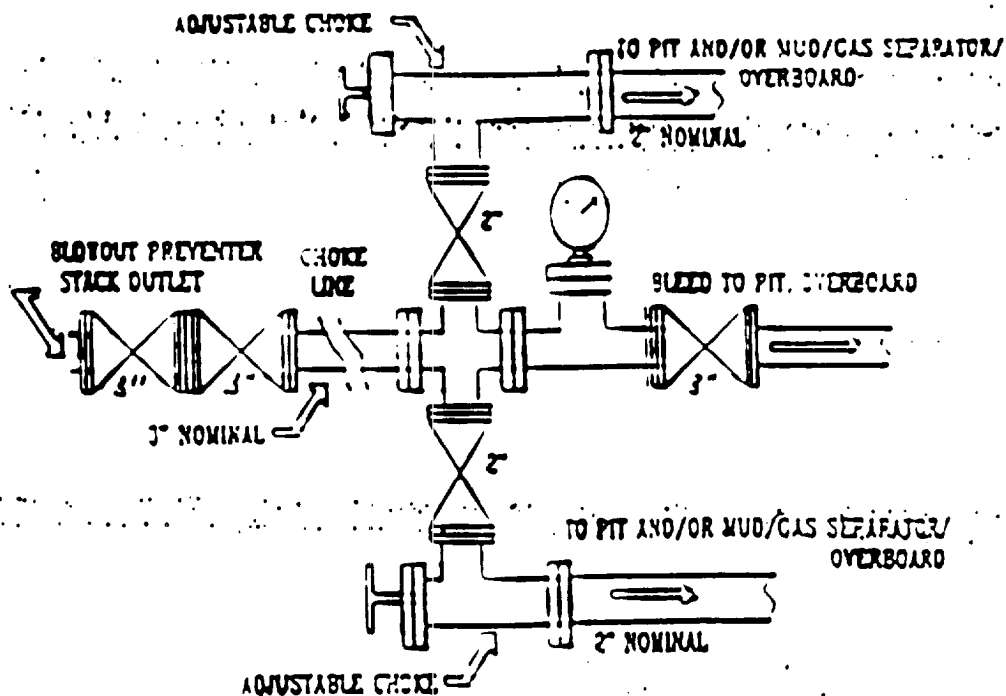 ADJUSTABLE CHOKE
TO PIT AND/OR MUD/GAS SEPARATOR/
OVERBOARD
2" NOMINAL
2"
BLOWOUT PREVENTER
STACK OUTLET
CHOKE
LINE
BLEED TO PIT, OVERBOARD
3"
3"
3"
3" NOMINAL
2"
TO PIT AND/OR MUD/GAS SEPARATOR/
OVERBOARD
2" NOMINAL
ADJUSTABLE CHOKE